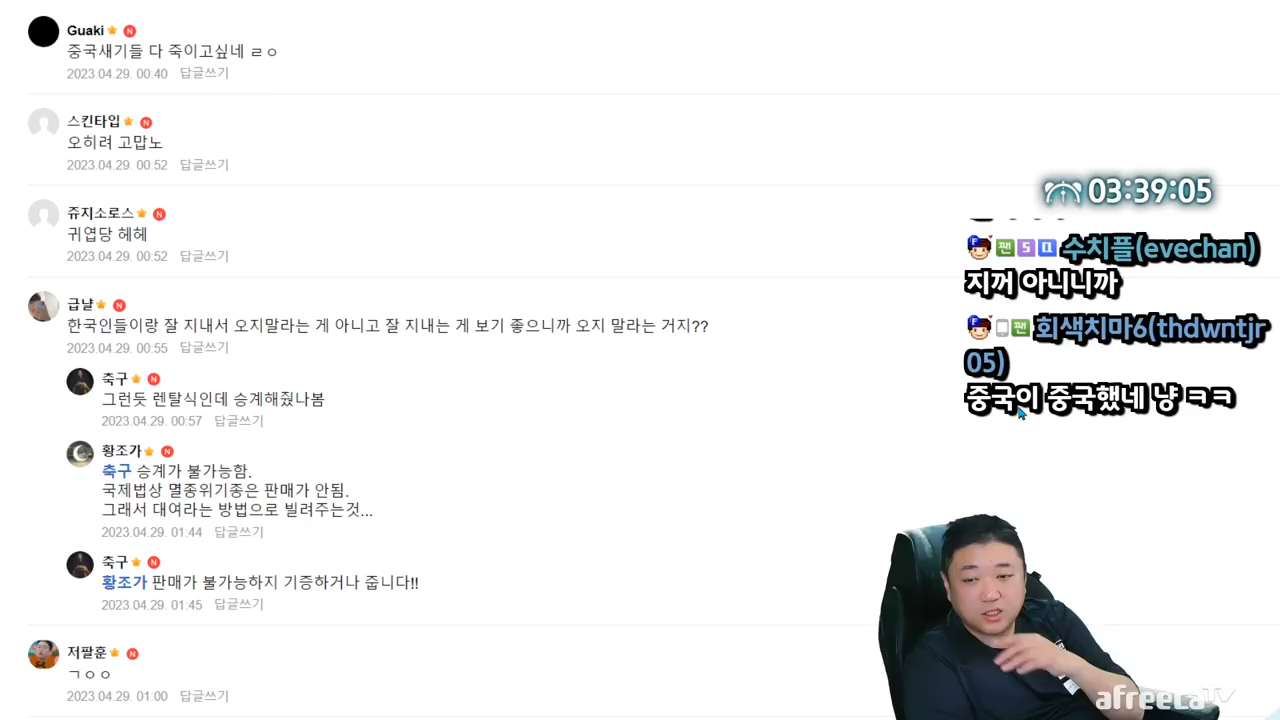 Guaki N
중국새기들 다 죽이고싶네 ㄹㅇ
2023.04.29. 00:40 답글쓰기
스킨타입 N
오히려 고맙노
2023.04.29. 00:52 답글쓰기
쥬지소로스 N
귀엽당 헤헤
2023.04.29. 00:52 답글쓰기
급냘 N
한국인들이랑 잘 지내서 오지말라는 게 아니고 잘 지내는 게 보기 좋으니까 오지 말라는 거지??
2023.04.29. 00:55 답글쓰기
축구 N
그런듯 렌탈식인데 승계해줬나봄
2023.04.29. 00:57 답글쓰기
황조가 N
축구 승계가 불가능함.
국제법상 멸종위기종은 판매가 안됨.
그래서 대여라는 방법으로 빌려주는것...
2023.04.29. 01:44 답글쓰기
축구 N
황조가 판매가 불가능하지 기증하거나 줍니다!!
2023.04.29. 01:45 답글쓰기
저팔훈 N
ㄱㅇㅇ
2023.04.29. 01:00 답글쓰기
03:39:05
F 팬 5 α 수치플(evechan)
지꺼 아니니까
F 팬 회색치마6(thdwntjr
05)
중국이 중국했네 냥 ㅋㅋ
afreecaTV